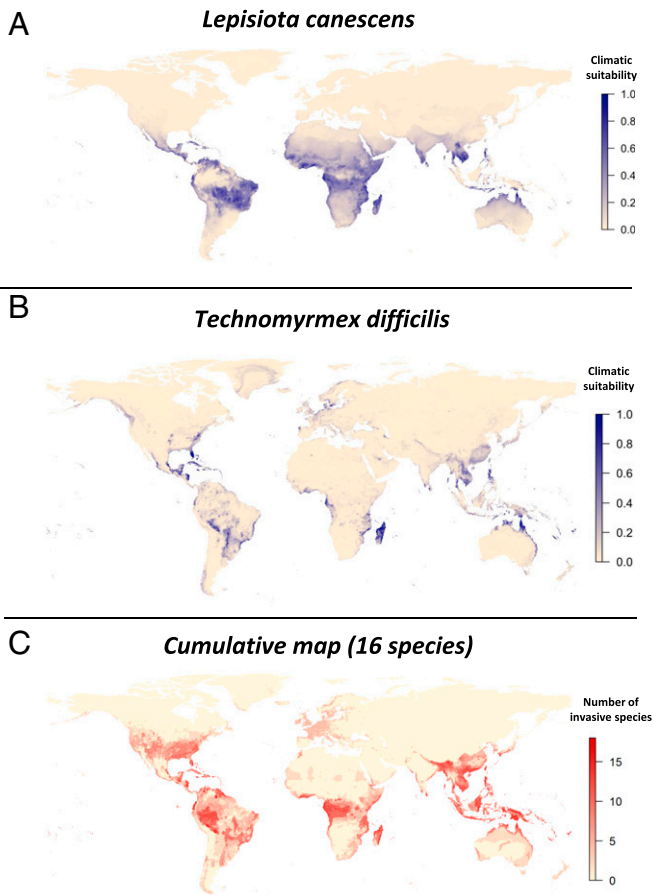 A
Lepisiota canescens
Climatic
suitability
1.0
0.8
0.6
0.4
0.2
0.0
B
Technomyrmex difficilis
Climatic
suitability
1.0
0.8
0.6
0.4
0.2
0.0
C
Cumulative map (16 species)
Number of
invasive species
15
10
5
0